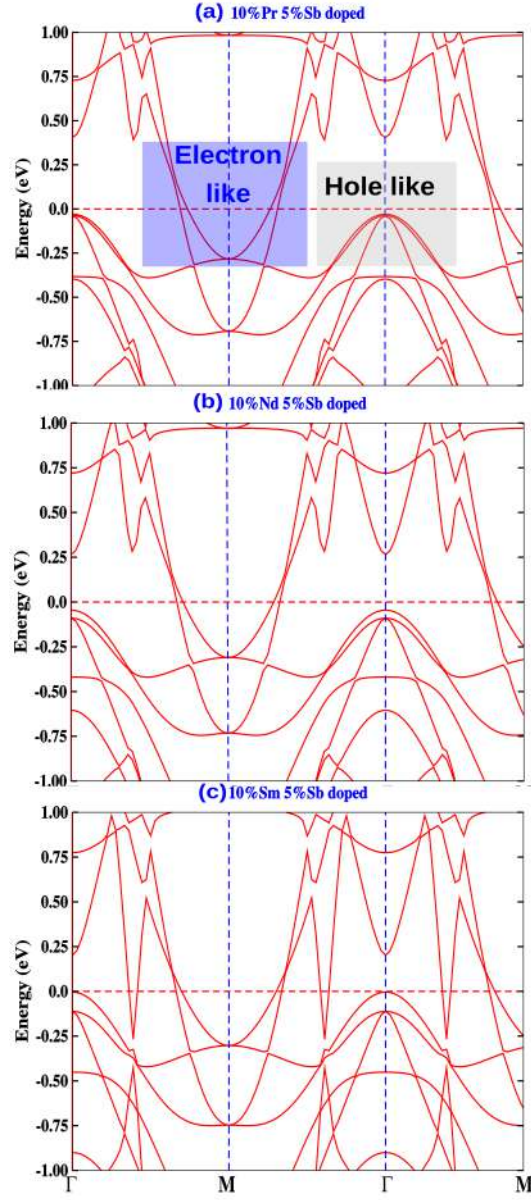 (a) 10%Pr 5%Sb doped
1.00
0.75
0.50
0.25
0.0
-0.25
-0.50
-0.75
-1.00
Energy (eV)
Electron
like
Hole like
(b) 10%Nd 5%Sb doped
1.00
0.75
0.50
0.25
0.0
-0.25
-0.50
-0.75
-1.00
Energy (eV)
(c) 10%Sm 5%Sb doped
1.00
0.75
0.50
0.25
0.0
-0.25
-0.50
-0.75
-1.00
Energy (eV)
Γ M Γ M